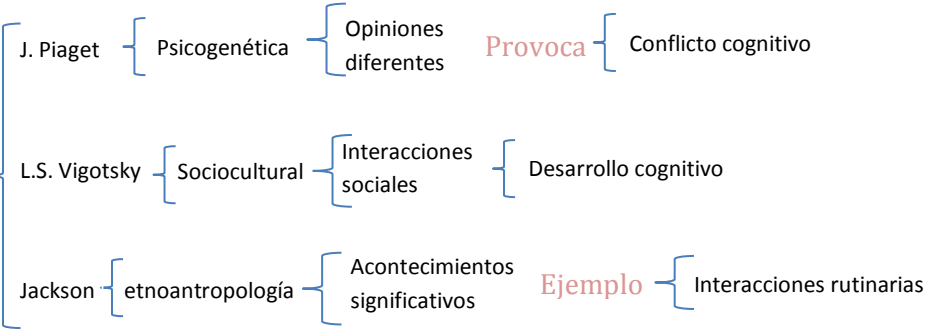 J. Piaget Psicogenética Opiniones diferentes Provoca Conflicto cognitivo
L.S. Vigotsky Sociocultural Interacciones sociales Desarrollo cognitivo
Jackson etnoantropología Acontecimientos significativos Ejemplo Interacciones rutinarias